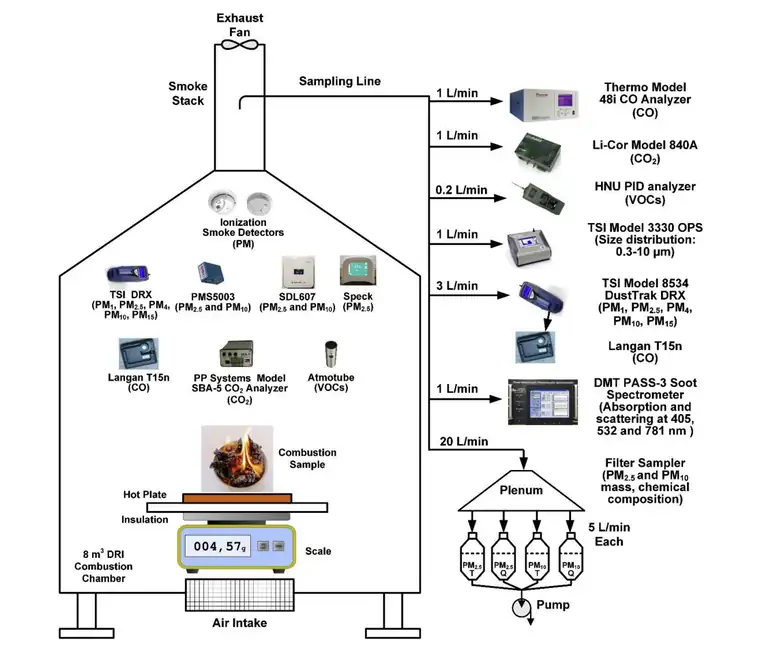 Exhaust
Fan
Smoke
Stack
Sampling Line
1 L/min
Thermo Model
48i CO Analyzer
(CO)
1 L/min
Li-Cor Model 840A
(CO₂)
0.2 L/min
HNU PID analyzer
(VOCs)
1 L/min
TSI Model 3330 OPS
(Size distribution:
0.3-10 µm)
3 L/min
TSI Model 8534
DustTrak DRX
(PM₁, PM₂.₅, PM₄,
PM₁₀, PM₁₅)
Langan T15n
(CO)
1 L/min
DMT PASS-3 Soot
Spectrometer
(Absorption and
scattering at 405,
532 and 781 nm )
20 L/min
Filter Sampler
(PM₂.₅ and PM₁₀
mass, chemical
composition)
Plenum
5 L/min
Each
PM₂.₅
T
PM₂.₅
Q
PM₁₀
T
PM₁₀
Q
Pump
Ionization
Smoke Detectors
(PM)
TSI DRX
(PM₁, PM₂.₅, PM₄,
PM₁₀, PM₁₅)
PMS5003
(PM₂.₅ and PM₁₀)
SDL607
(PM₂.₅ and PM₁₀)
Speck
(PM₂.₅)
Langan T15n
(CO)
PP Systems Model
SBA-5 CO₂ Analyzer
(CO₂)
Atmotube
(VOCs)
Combustion
Sample
Hot Plate
Insulation
004,57g
Scale
8 m³ DRI
Combustion
Chamber
Air Intake